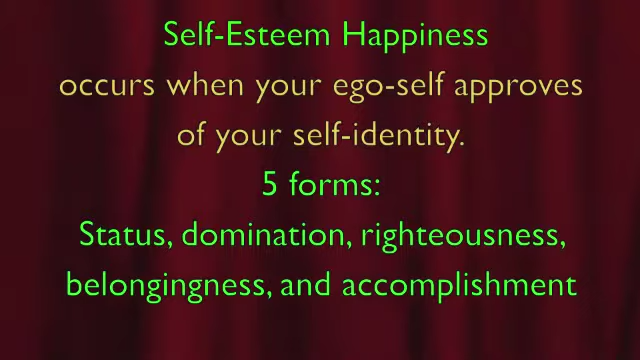 Self-Esteem Happiness
occurs when your ego-self approves
of your self-identity.
5 forms:
Status, domination, righteousness,
belongingness, and accomplishment